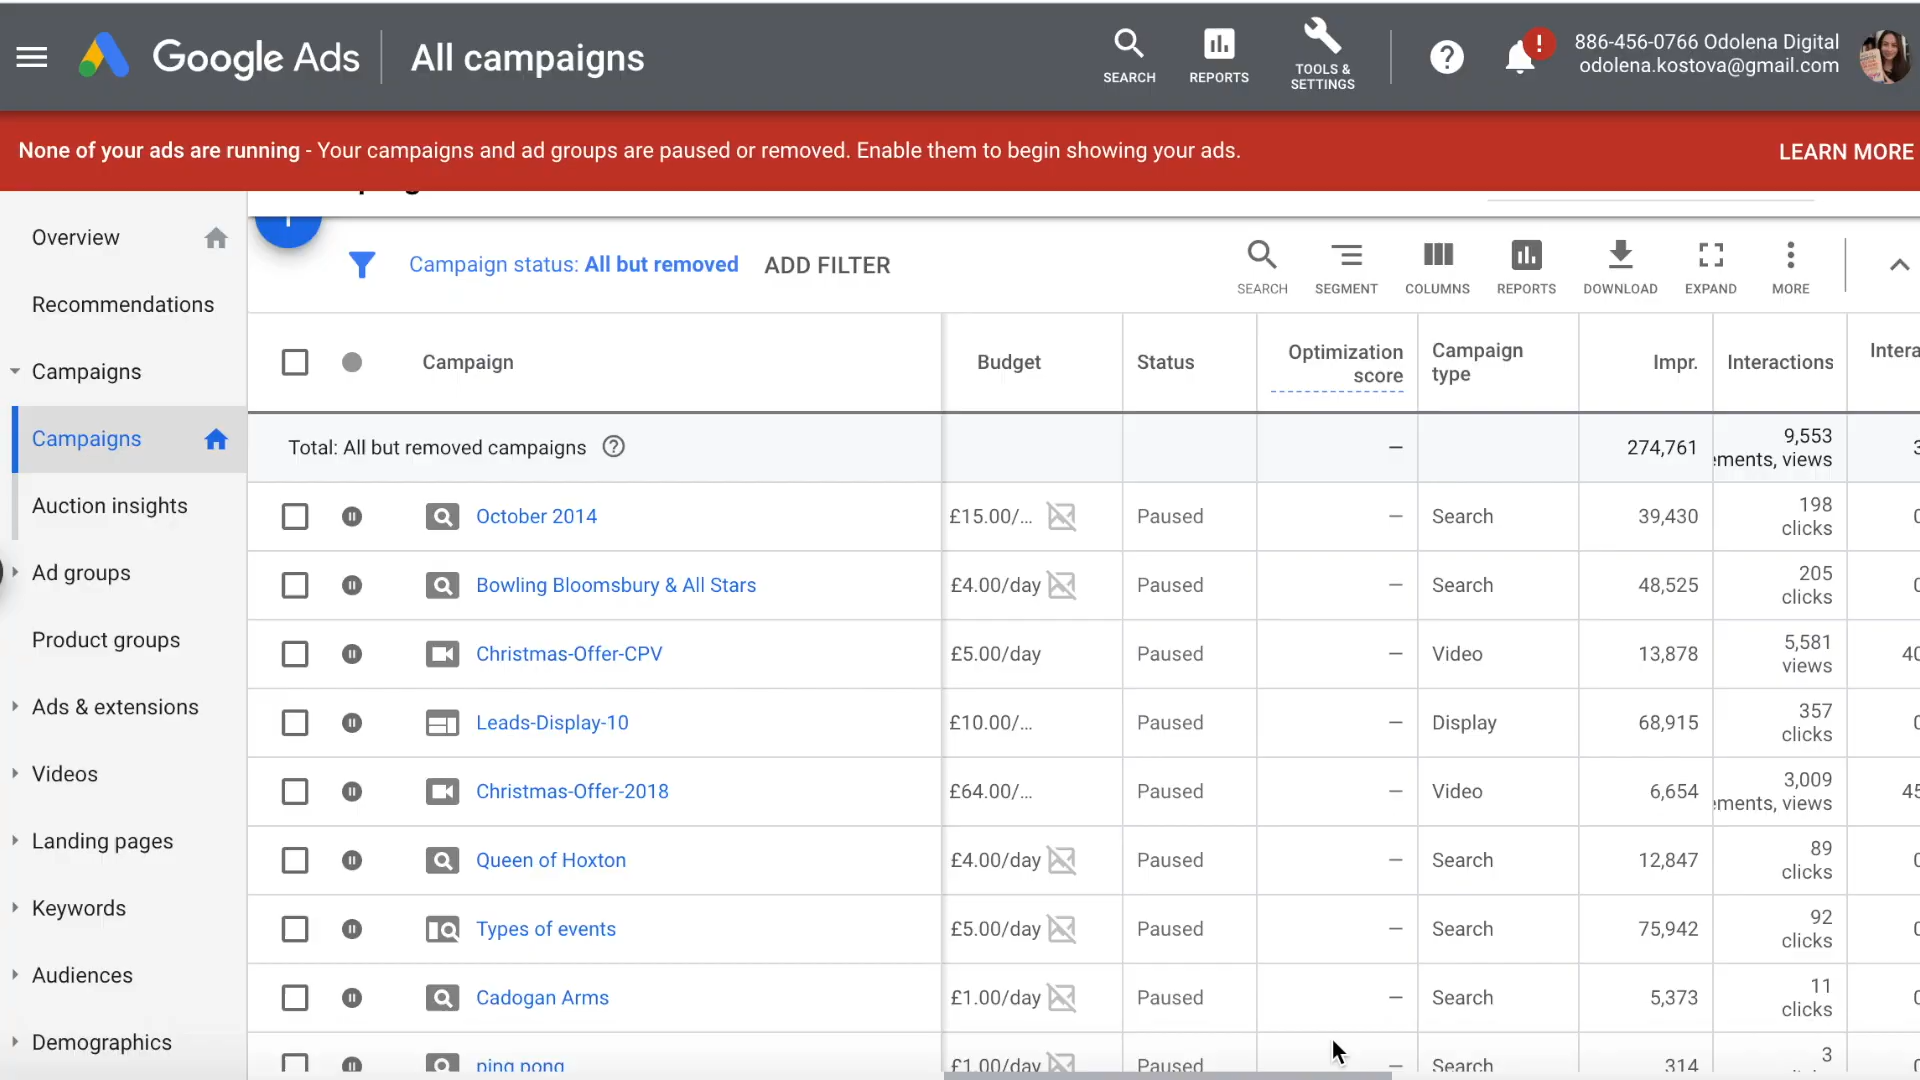 Google Ads
All campaigns
SEARCH
REPORTS
TOOLS &
SETTINGS
886-456-0766 Odolena Digital
odolena.kostova@gmail.com
None of your ads are running - Your campaigns and ad groups are paused or removed. Enable them to begin showing your ads.
LEARN MORE
Overview
Recommendations
Campaigns
Campaigns
Auction insights
Ad groups
Product groups
Ads & extensions
Videos
Landing pages
Keywords
Audiences
Demographics
Campaign status: All but removed
ADD FILTER
SEARCH
SEGMENT
COLUMNS
REPORTS
DOWNLOAD
EXPAND
MORE
Campaign Budget Status Optimization score Campaign type Impr. Interactions Intera
Total: All but removed campaigns — 274,761 9,553 ements, views
October 2014 £15.00/... Paused — Search 39,430 198 clicks
Bowling Bloomsbury & All Stars £4.00/day Paused — Search 48,525 205 clicks
Christmas-Offer-CPV £5.00/day Paused — Video 13,878 5,581 views 40
Leads-Display-10 £10.00/... Paused — Display 68,915 357 clicks
Christmas-Offer-2018 £64.00/... Paused — Video 6,654 3,009 ements, views 45
Queen of Hoxton £4.00/day Paused — Search 12,847 89 clicks
Types of events £5.00/day Paused — Search 75,942 92 clicks
Cadogan Arms £1.00/day Paused — Search 5,373 11 clicks
ping pong £1.00/day Paused — Search 314 3